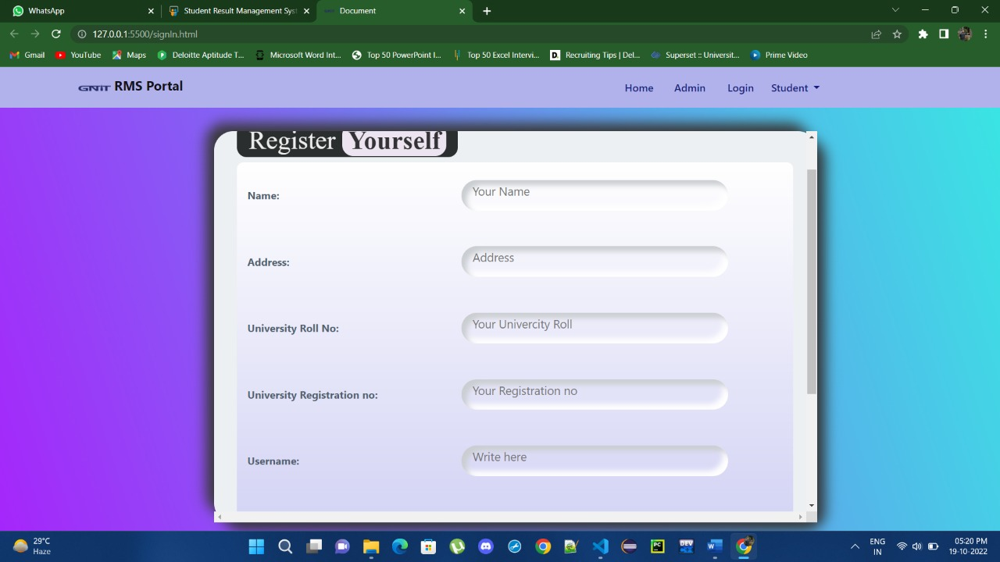 WhatsApp
Student Result Management Syst
Document
127.0.0.1:5500/signIn.html
Gmail
YouTube
Maps
Deloitte Aptitude T...
Microsoft Word Int...
Top 50 PowerPoint I...
Top 50 Excel Intervi...
Recruiting Tips | Del...
Superset :: Universit...
Prime Video
GNIT RMS Portal
Home
Admin
Login
Student
Register Yourself
Name:
Your Name
Address:
Address
University Roll No:
Your Univercity Roll
University Registration no:
Your Registration no
Username:
Write here
29°C
Haze
ENG
IN
05:20 PM
19-10-2022